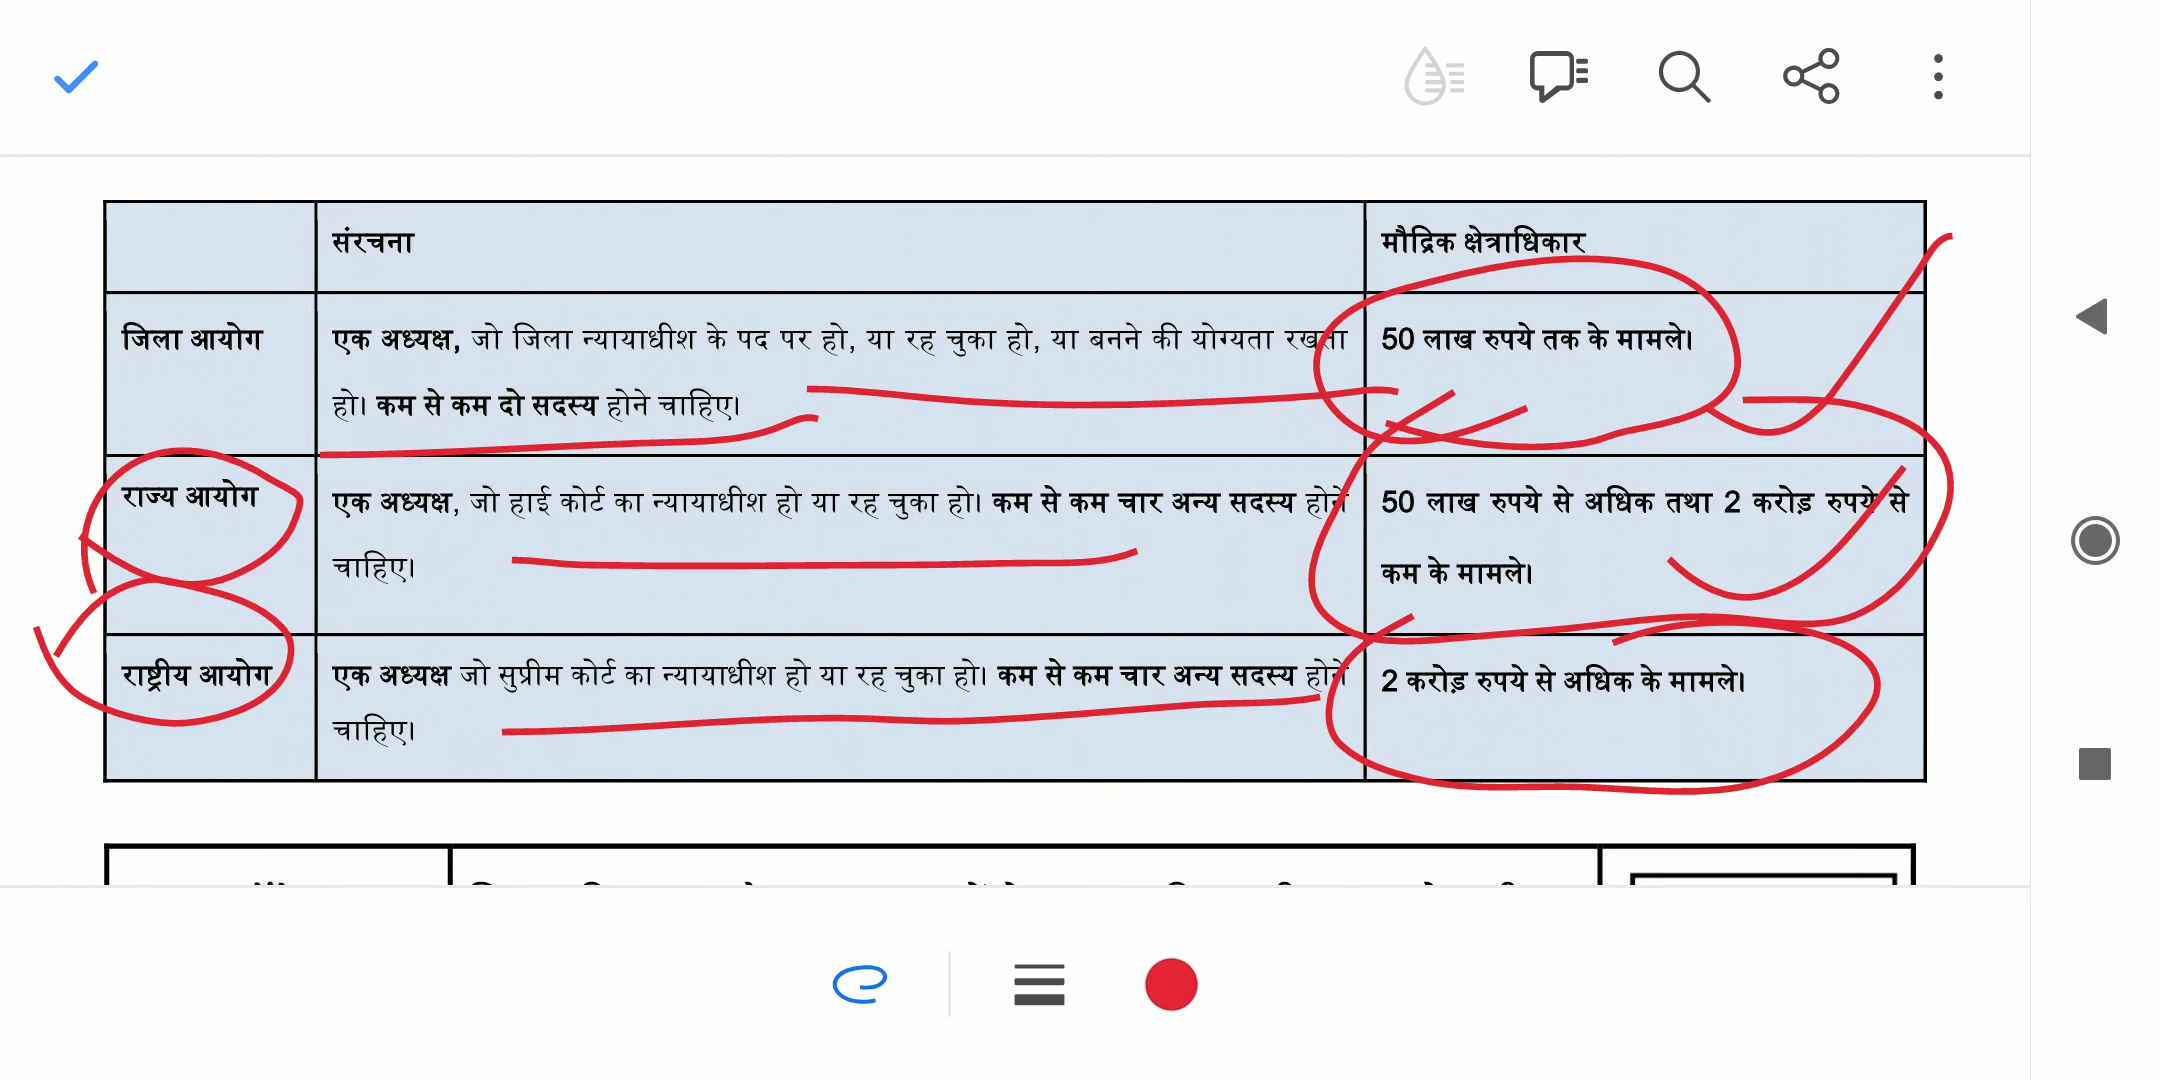 संरचना
मौद्रिक क्षेत्राधिकार
जिला आयोग
एक अध्यक्ष, जो जिला न्यायाधीश के पद पर हो, या रह चुका हो, या बनने की योग्यता रखता
हो। कम से कम दो सदस्य होने चाहिए।
50 लाख रुपये तक के मामले।
राज्य आयोग
एक अध्यक्ष, जो हाई कोर्ट का न्यायाधीश हो या रह चुका हो। कम से कम चार अन्य सदस्य होने
चाहिए।
50 लाख रुपये से अधिक तथा 2 करोड़ रुपये से
कम के मामले।
राष्ट्रीय आयोग
एक अध्यक्ष जो सुप्रीम कोर्ट का न्यायाधीश हो या रह चुका हो। कम से कम चार अन्य सदस्य होने
चाहिए।
2 करोड़ रुपये से अधिक के मामले।